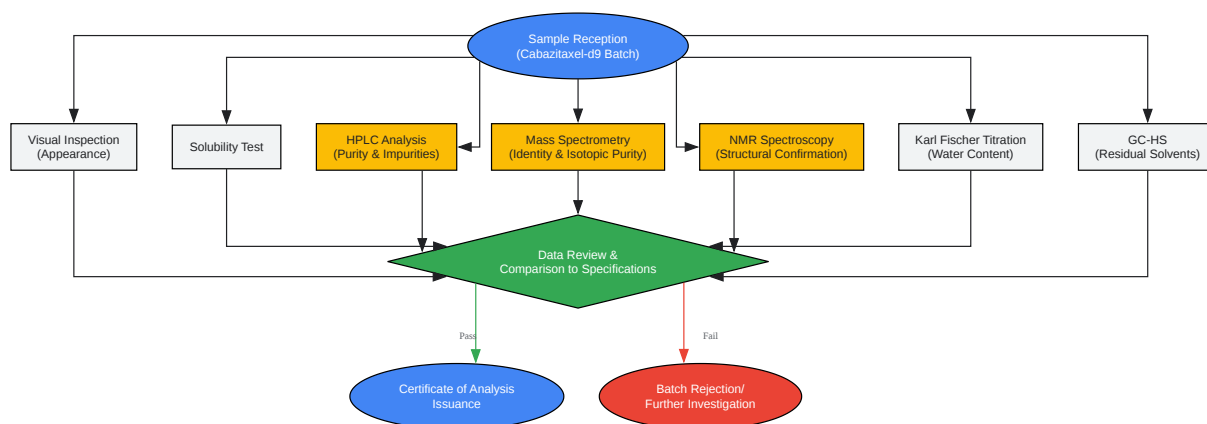 Sample Reception
(Cabazitaxel-d9 Batch)
Visual Inspection
(Appearance)
Solubility Test
HPLC Analysis
(Purity & Impurities)
Mass Spectrometry
(Identity & Isotopic Purity)
NMR Spectroscopy
(Structural Confirmation)
Karl Fischer Titration
(Water Content)
GC-HS
(Residual Solvents)
Data Review &
Comparison to Specifications
Pass
Fail
Certificate of Analysis
Issuance
Batch Rejection/
Further Investigation